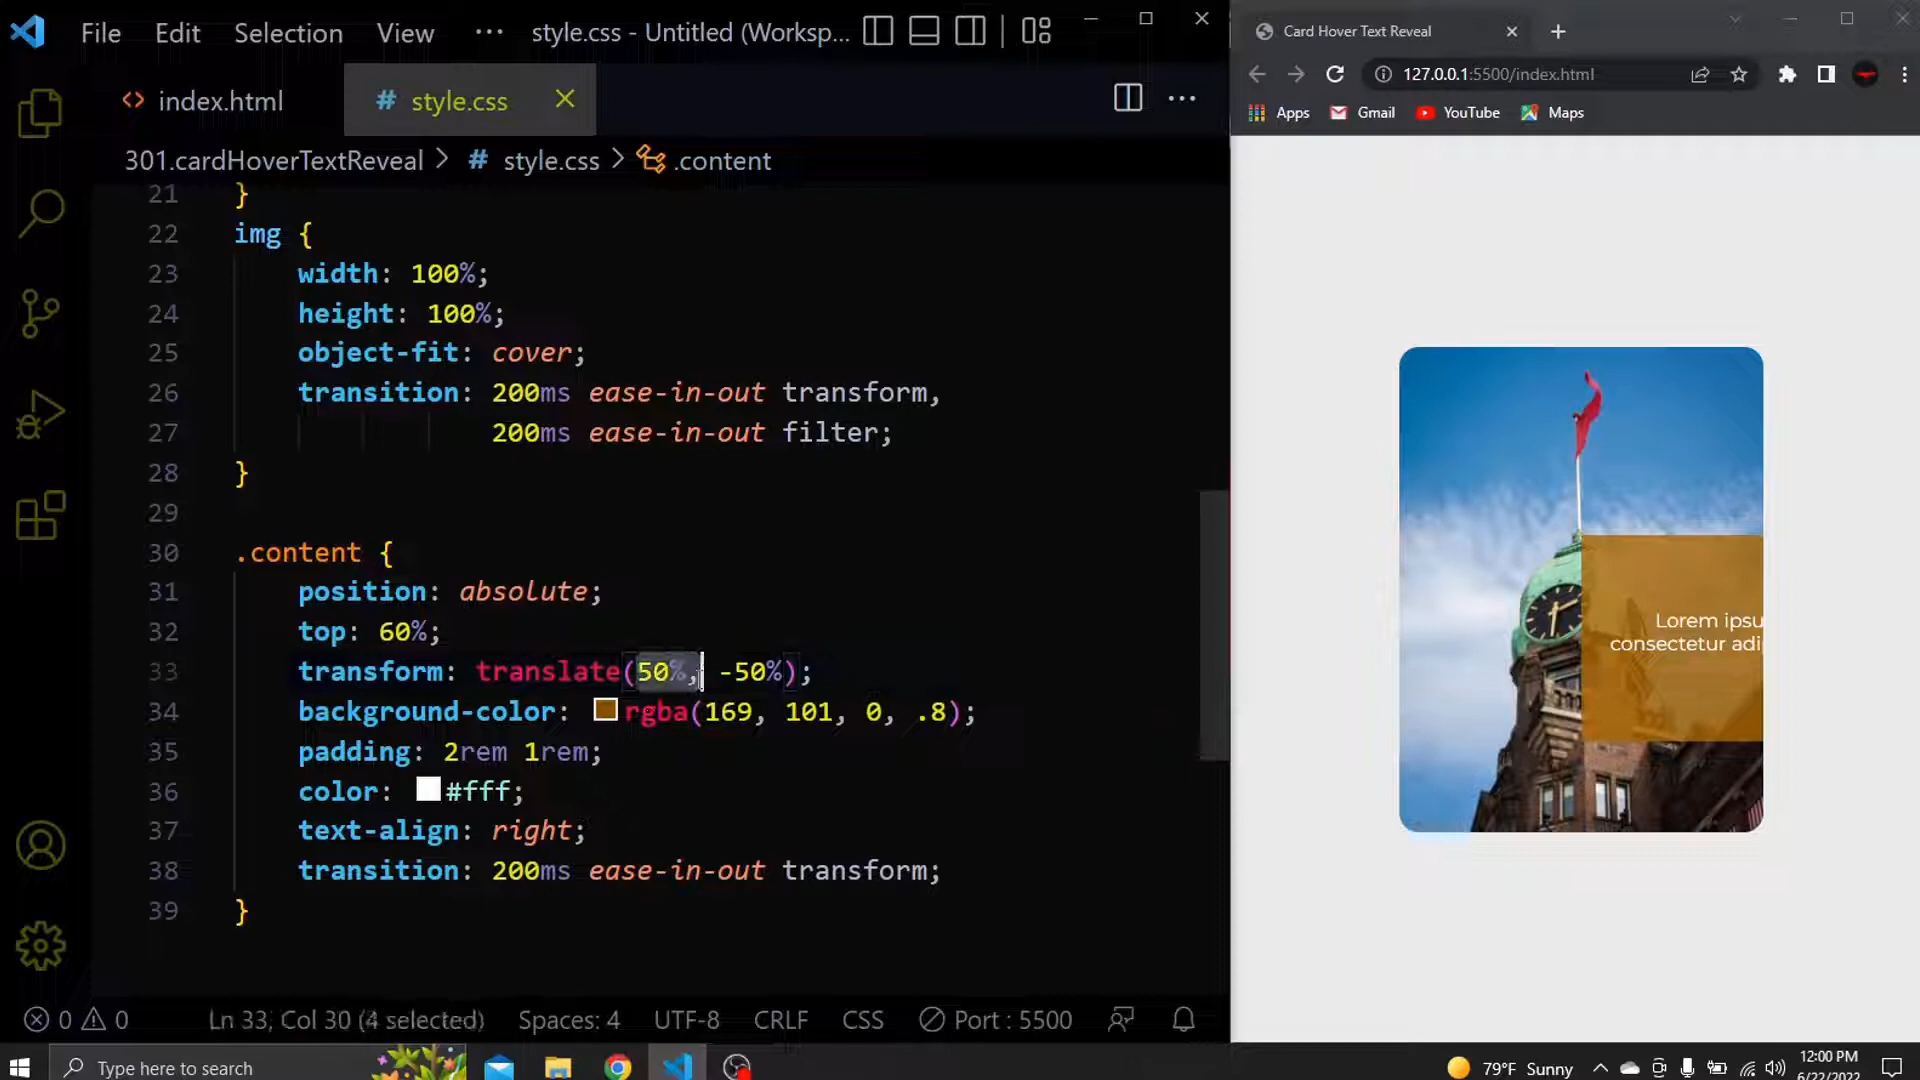 File Edit Selection View ··· style.css - Untitled (Worksp...
index.html # style.css
301.cardHoverTextReveal > # style.css > .content
21 }
22 img {
23 width: 100%;
24 height: 100%;
25 object-fit: cover;
26 transition: 200ms ease-in-out transform,
27 200ms ease-in-out filter;
28 }
29
30 .content {
31 position: absolute;
32 top: 60%;
33 transform: translate(50%, -50%);
34 background-color: rgba(169, 101, 0, .8);
35 padding: 2rem 1rem;
36 color: #fff;
37 text-align: right;
38 transition: 200ms ease-in-out transform;
39 }
0 0 Ln 33, Col 30 (4 selected) Spaces: 4 UTF-8 CRLF CSS Port : 5500
Card Hover Text Reveal
127.0.0.1:5500/index.html
Apps Gmail YouTube Maps
Lorem ipsu
consectetur adi
Type here to search
79°F Sunny
12:00 PM
6/22/2022